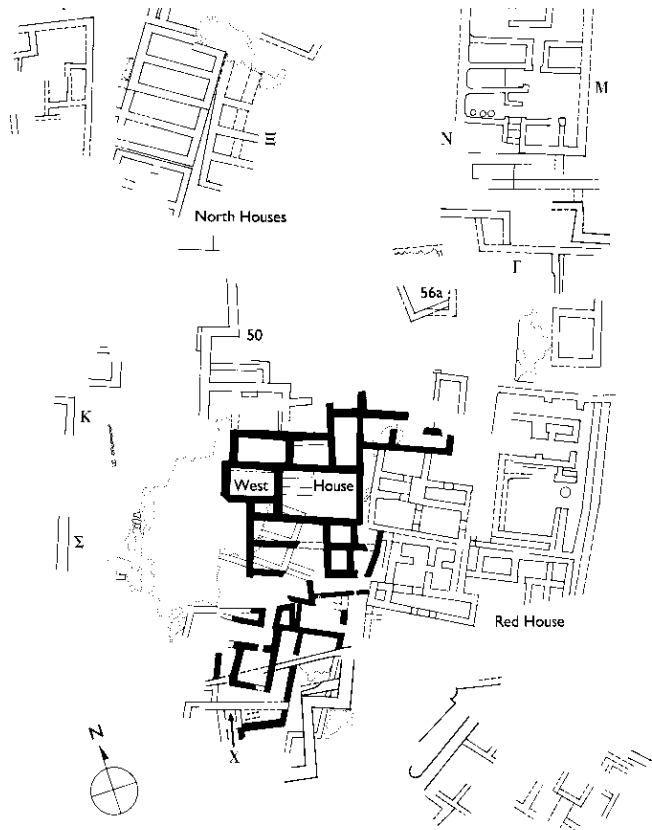 M
Ξ
N
North Houses
Γ
56a
50
K
West House
Σ
Red House
N
X